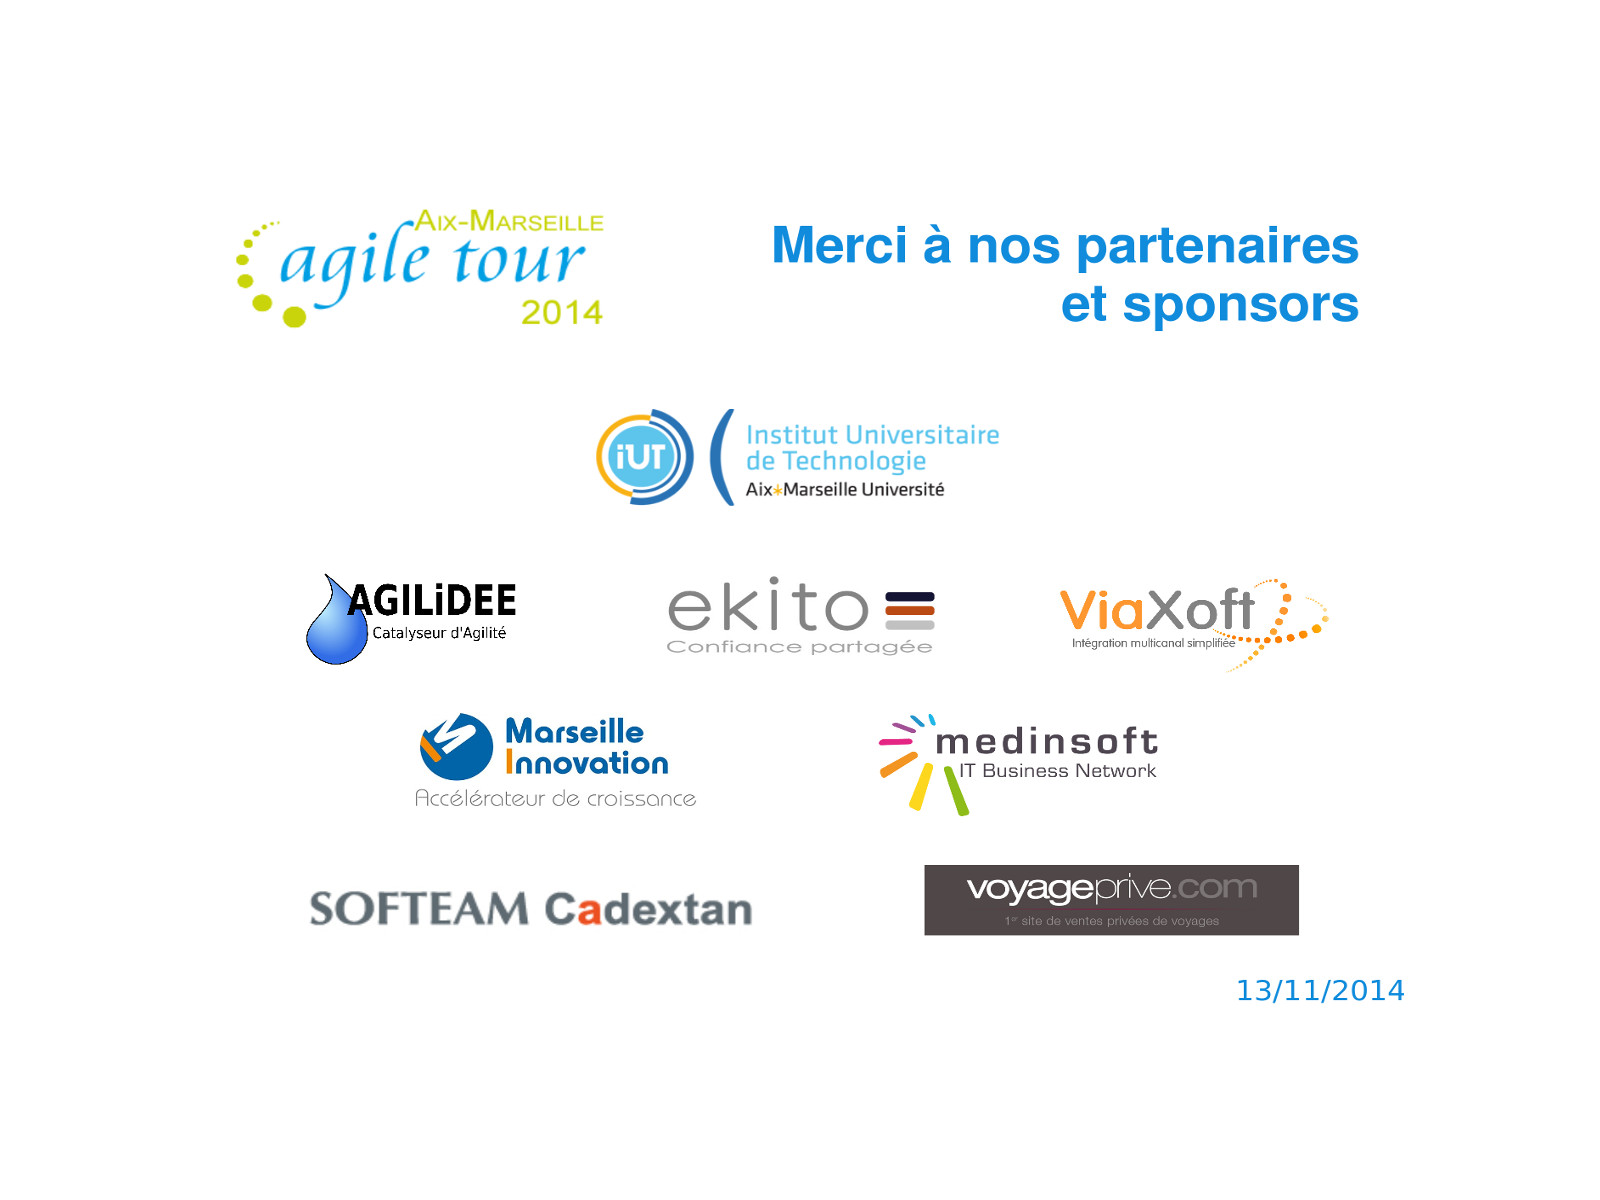 AIX-MARSEILLE
agile tour
2014
Merci à nos partenaires
et sponsors
iUT
Institut Universitaire
de Technologie
Aix*Marseille Université
AGILiDEE
Catalyseur d'Agilité
ekito
Confiance partagée
ViaXoft
Intégration multicanal simplifiée
Marseille
Innovation
Accélérateur de croissance
medinsoft
IT Business Network
SOFTEAM Cadextan
voyageprive.com
1er site de ventes privées de voyages
13/11/2014